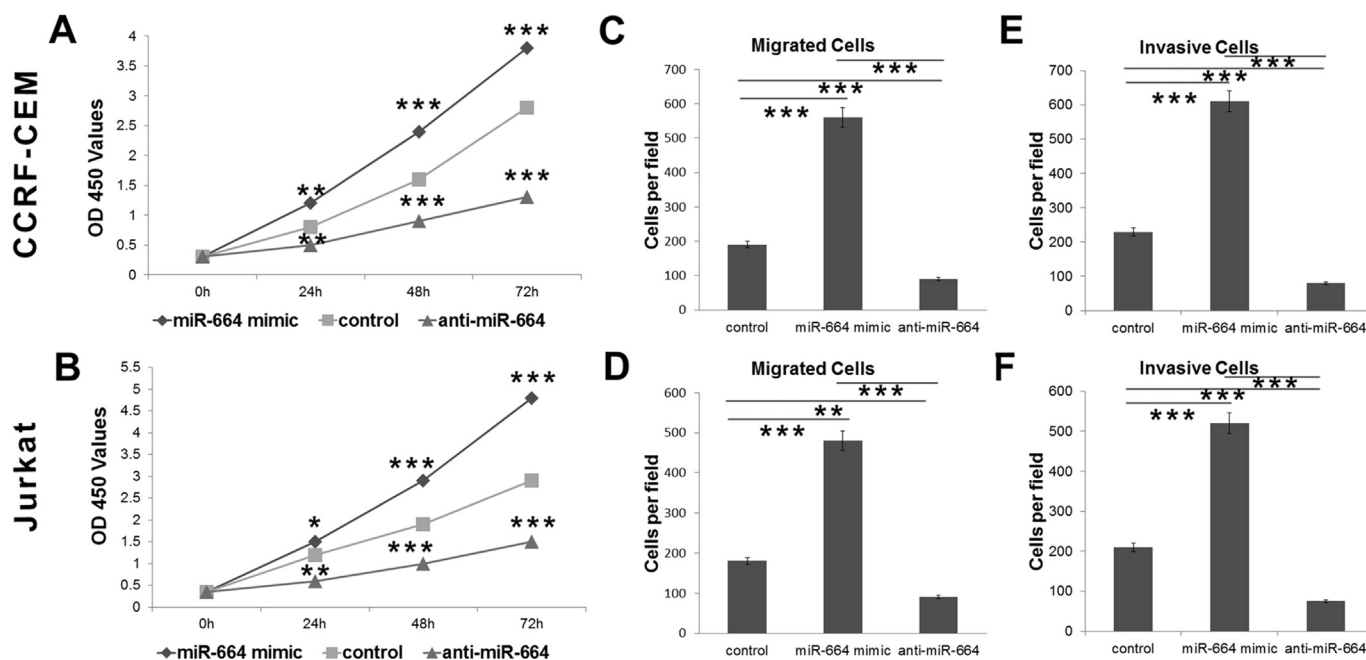 CCRF-CEM
A
OD 450 Values
4
3.5
3
2.5
2
1.5
1
0.5
0
***
***
**
***
***
**
0h 24h 48h 72h
miR-664 mimic control anti-miR-664
C
Migrated Cells
Cells per field
700
600
500
400
300
200
100
0
***
***
***
control miR-664 mimic anti-miR-664
E
Invasive Cells
Cells per field
700
600
500
400
300
200
100
0
***
***
***
control miR-664 mimic anti-miR-664
Jurkat
B
OD 450 Values
5.5
5
4.5
4
3.5
3
2.5
2
1.5
1
0.5
0
***
***
*
***
***
**
0h 24h 48h 72h
miR-664 mimic control anti-miR-664
D
Migrated Cells
Cells per field
600
500
400
300
200
100
0
***
**
***
control miR-664 mimic anti-miR-664
F
Invasive Cells
Cells per field
600
500
400
300
200
100
0
***
***
***
control miR-664 mimic anti-miR-664